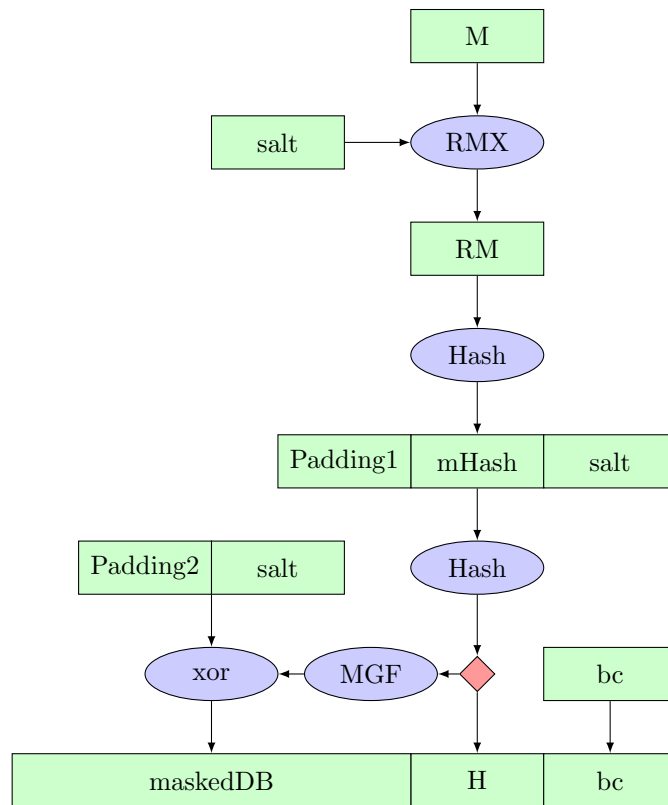 M
salt
RMX
RM
Hash
Padding1 mHash salt
Padding2 salt
Hash
xor
MGF
bc
maskedDB H bc